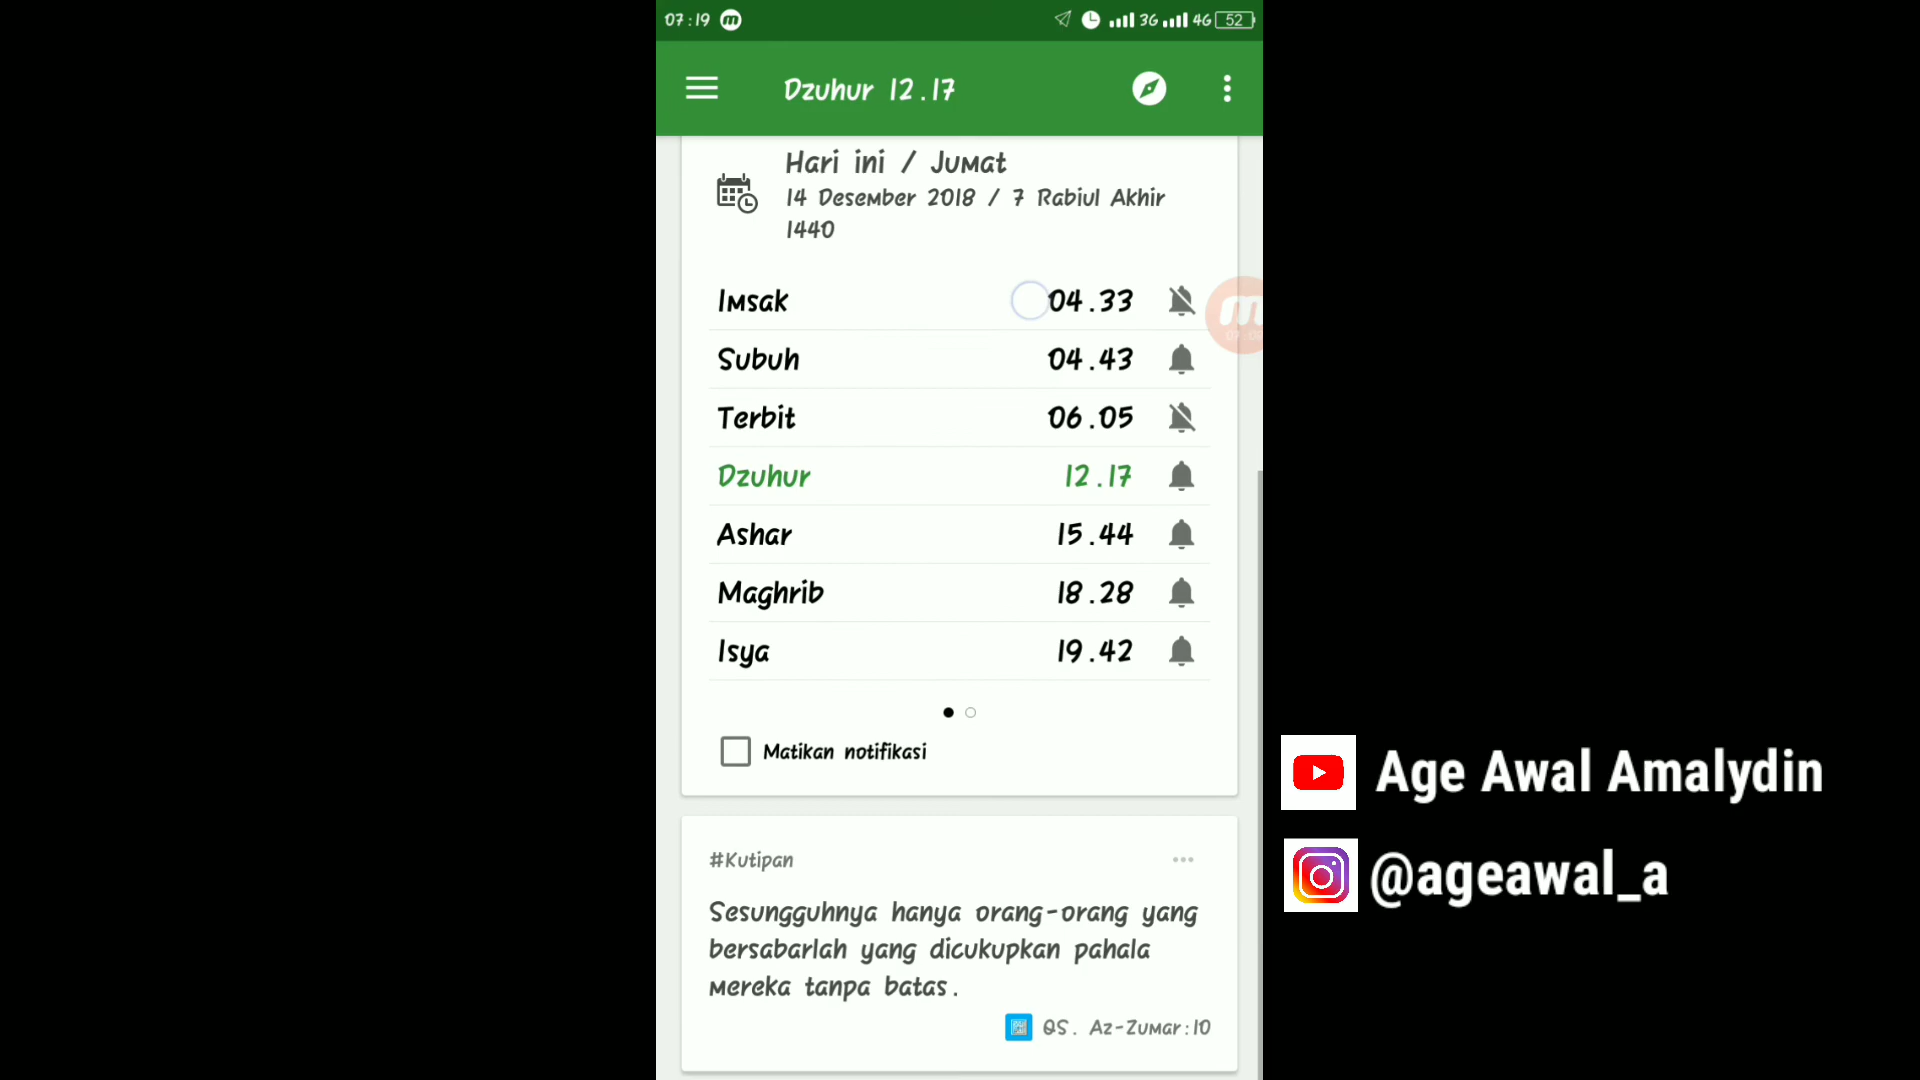 07:19
3G 4G 52
Dzuhur 12.17
Hari ini / Jumat
14 Desember 2018 / 7 Rabiul Akhir
1440
Imsak 04.33
Subuh 04.43
Terbit 06.05
Dzuhur 12.17
Ashar 15.44
Maghrib 18.28
Isya 19.42
Matikan notifikasi
#Kutipan
Sesungguhnya hanya orang-orang yang
bersabarlah yang dicukupkan pahala
mereka tanpa batas.
QS. Az-Zumar:10
Age Awal Amalydin
@ageawal_a